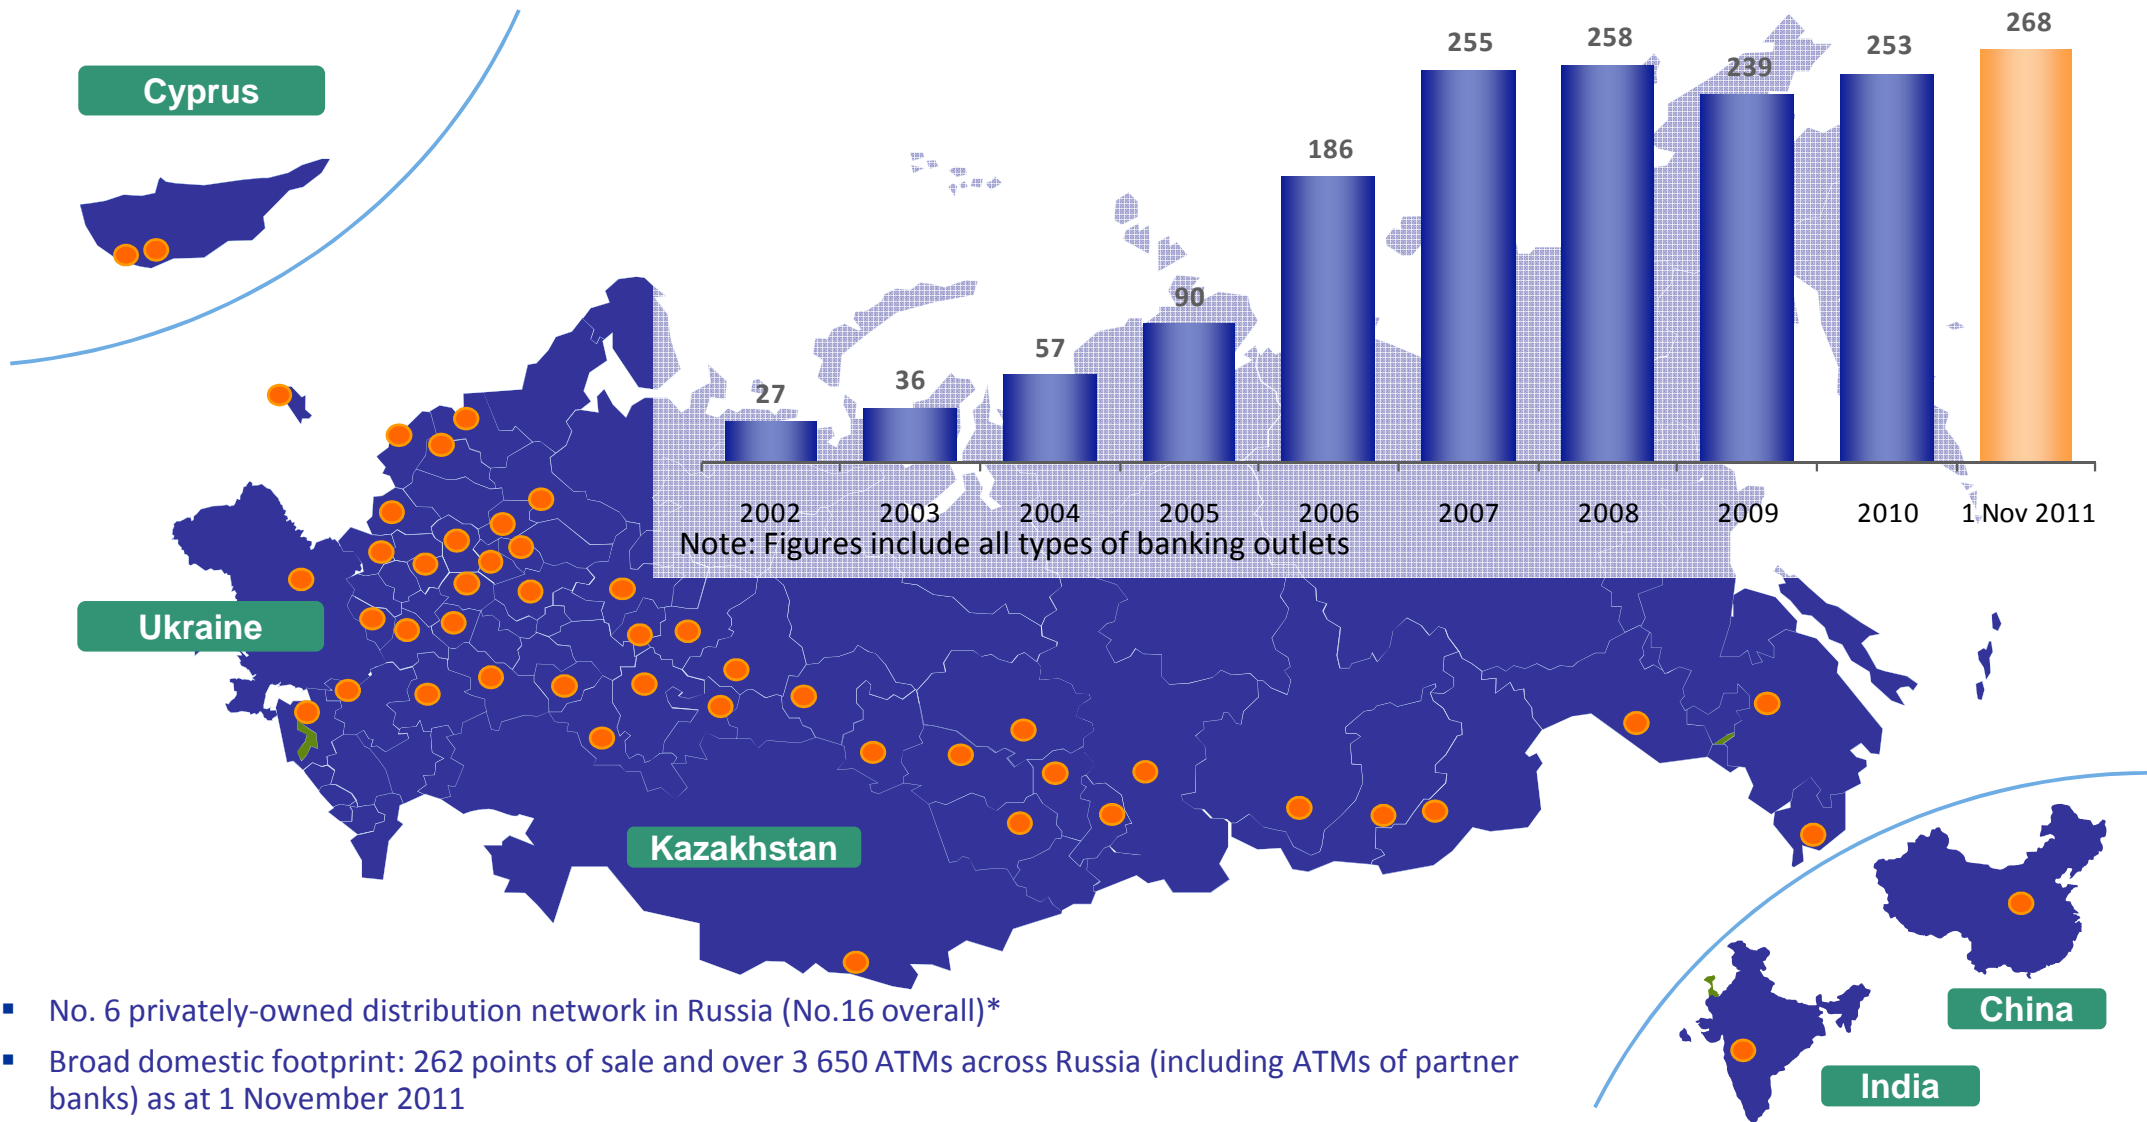 Cyprus
268
255
258
253
239
186
90
57
36
27
2002 2003 2004 2005 2006 2007 2008 2009 2010 1 Nov 2011
Note: Figures include all types of banking outlets
Ukraine
Kazakhstan
China
India
▪ No. 6 privately-owned distribution network in Russia (No.16 overall)*
▪ Broad domestic footprint: 262 points of sale and over 3 650 ATMs across Russia (including ATMs of partner
banks) as at 1 November 2011